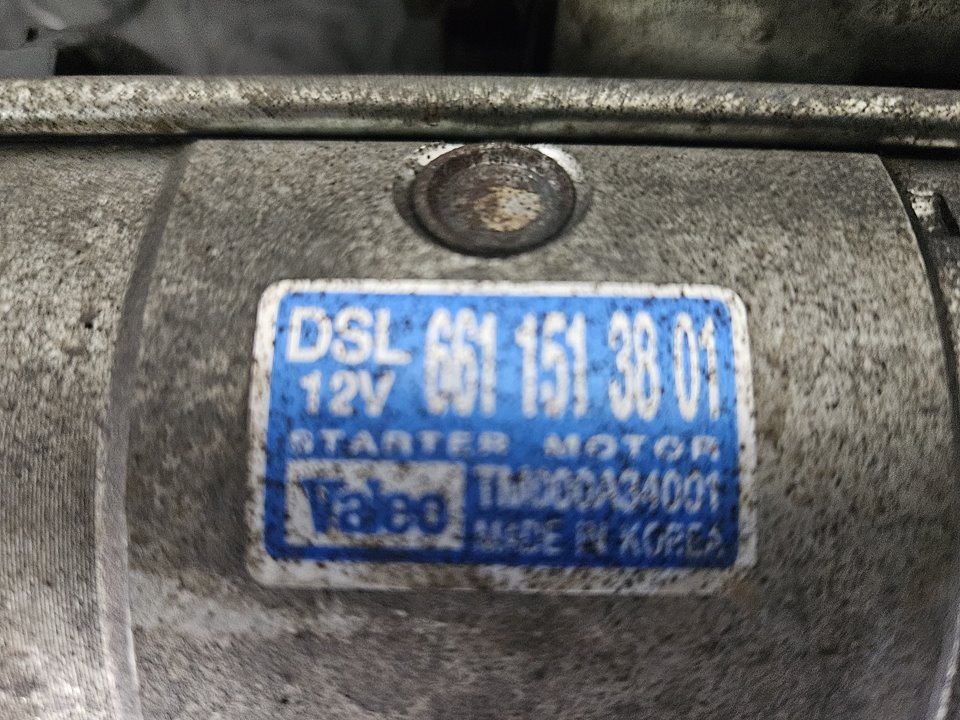 DSL 661 151 38 01
12V
STARTER MOTOR
Valeo TM000A34001
MADE IN KOREA